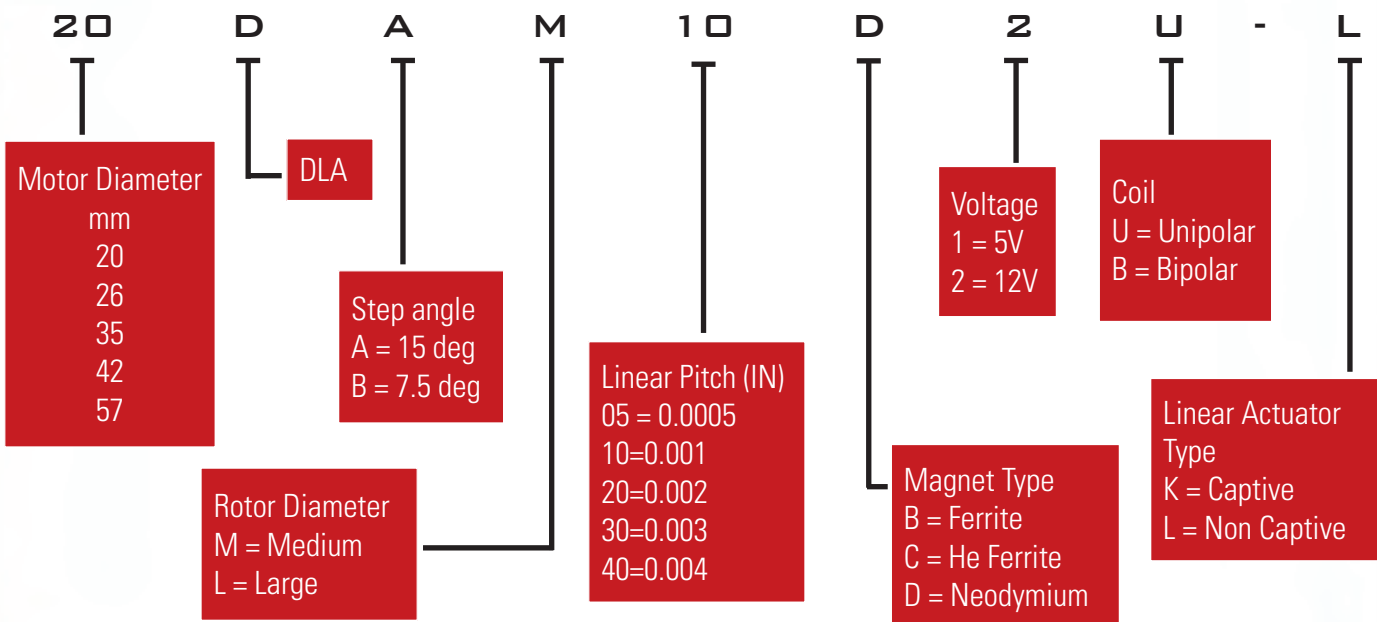 20 D A M 10 D 2 U - L
Motor Diameter
mm
20
26
35
42
57
DLA
Step angle
A = 15 deg
B = 7.5 deg
Rotor Diameter
M = Medium
L = Large
Linear Pitch (IN)
05 = 0.0005
10=0.001
20=0.002
30=0.003
40=0.004
Magnet Type
B = Ferrite
C = He Ferrite
D = Neodymium
Voltage
1 = 5V
2 = 12V
Coil
U = Unipolar
B = Bipolar
Linear Actuator
Type
K = Captive
L = Non Captive